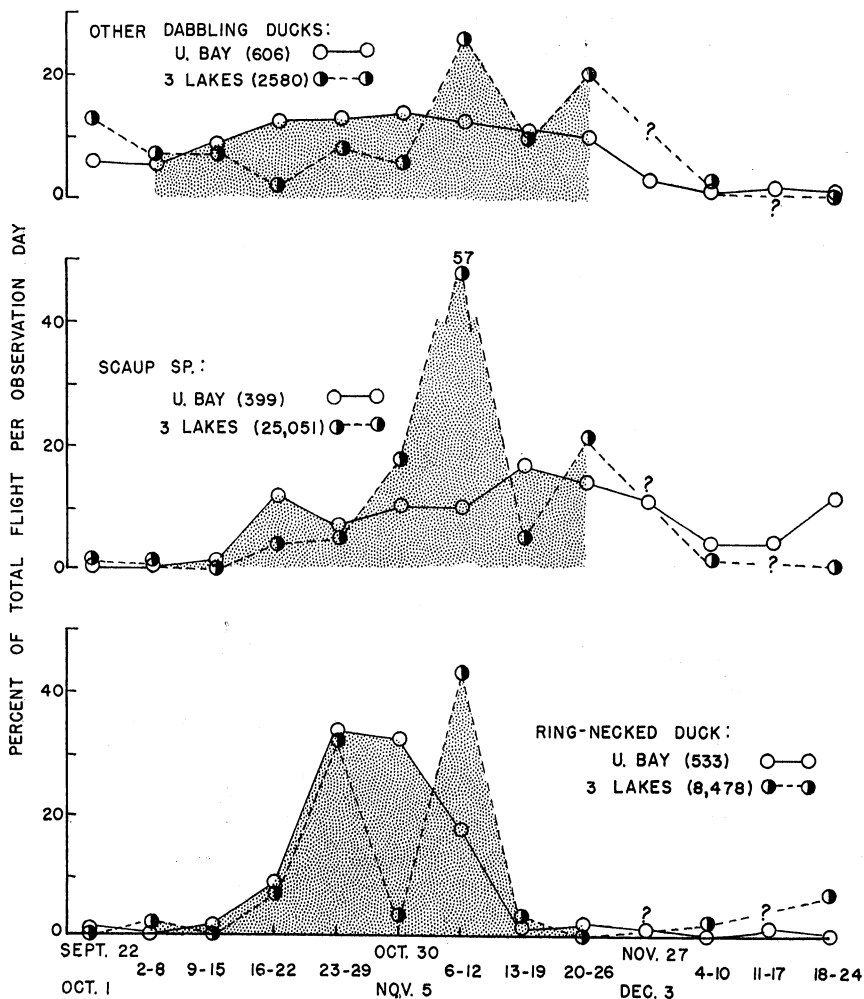 OTHER DABBLING DUCKS:
U. BAY (606)
3 LAKES (2580)
20
0
?
?
PERCENT OF TOTAL FLIGHT PER OBSERVATION DAY
57
40
SCAUP SP.:
U. BAY (399)
3 LAKES (25,051)
20
0
?
?
40
RING-NECKED DUCK:
U. BAY (533)
3 LAKES (8,478)
20
0
?
?
SEPT. 22 OCT. 30 NOV. 27
2-8 9-15 16-22 23-29 6-12 13-19 20-26 4-10 11-17 18-24
OCT. 1 NOV. 5 DEC. 3